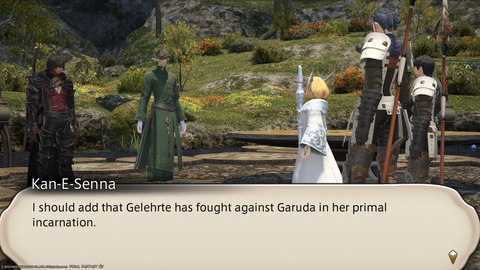 Kan-E-Senna
I should add that Gelehrte has fought against Garuda in her primal
incarnation.